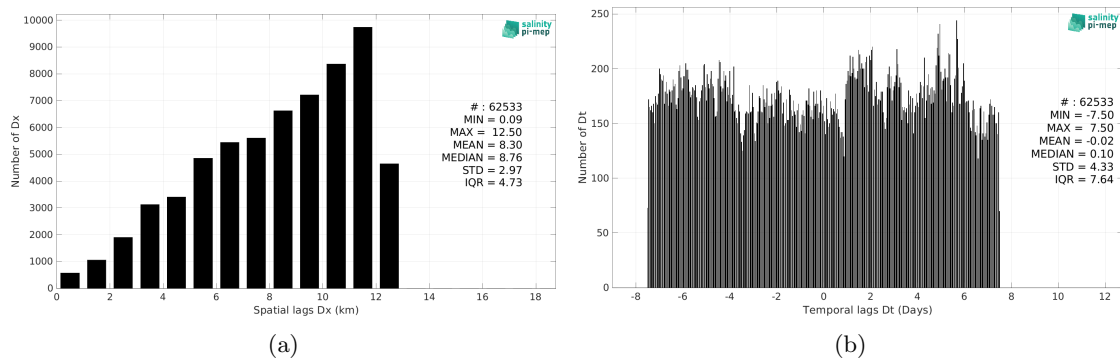 10000
9000
8000
7000
6000
5000
4000
3000
2000
1000
0
Number of Dx
0 2 4 6 8 10 12 14 16 18
Spatial lags Dx (km)
salinity
pi-mep
# : 62533
MIN = 0.09
MAX = 12.50
MEAN = 8.30
MEDIAN = 8.76
STD = 2.97
IQR = 4.73
(a)
250
200
150
100
50
0
Number of Dt
-8 -6 -4 -2 0 2 4 6 8 10 12
Temporal lags Dt (Days)
salinity
pi-mep
# : 62533
MIN = -7.50
MAX = 7.50
MEAN = -0.02
MEDIAN = 0.10
STD = 4.33
IQR = 7.64
(b)